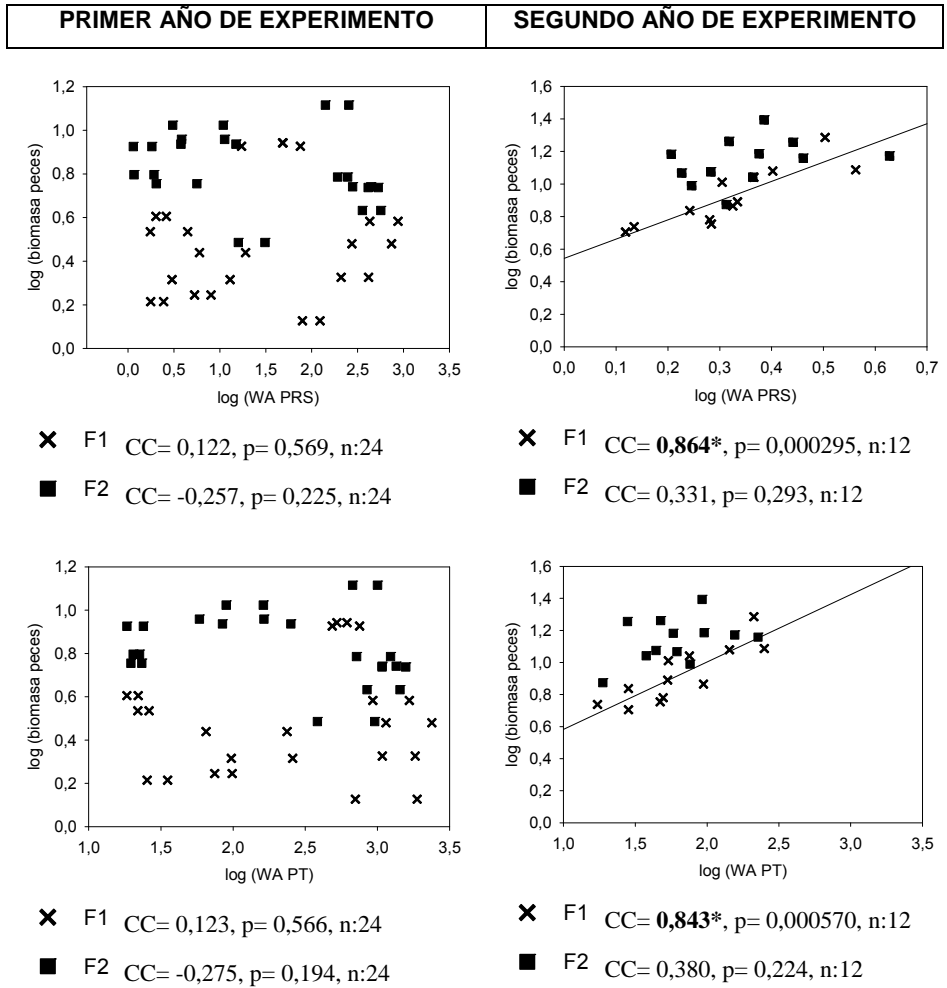 PRIMER AÑO DE EXPERIMENTO
SEGUNDO AÑO DE EXPERIMENTO
log (biomasa peces)
1,2
1,0
0,8
0,6
0,4
0,2
0,0
0,0 0,5 1,0 1,5 2,0 2,5 3,0 3,5
log (WA PRS)
F1 CC= 0,122, p= 0,569, n:24
F2 CC= -0,257, p= 0,225, n:24
log (biomasa peces)
1,6
1,4
1,2
1,0
0,8
0,6
0,4
0,2
0,0
0,0 0,1 0,2 0,3 0,4 0,5 0,6 0,7
log (WA PRS)
F1 CC= 0,864*, p= 0,000295, n:12
F2 CC= 0,331, p= 0,293, n:12
log (biomasa peces)
1,2
1,0
0,8
0,6
0,4
0,2
0,0
1,0 1,5 2,0 2,5 3,0 3,5
log (WA PT)
F1 CC= 0,123, p= 0,566, n:24
F2 CC= -0,275, p= 0,194, n:24
log (biomasa peces)
1,6
1,4
1,2
1,0
0,8
0,6
0,4
0,2
0,0
1,0 1,5 2,0 2,5 3,0 3,5
log (WA PT)
F1 CC= 0,843*, p= 0,000570, n:12
F2 CC= 0,380, p= 0,224, n:12